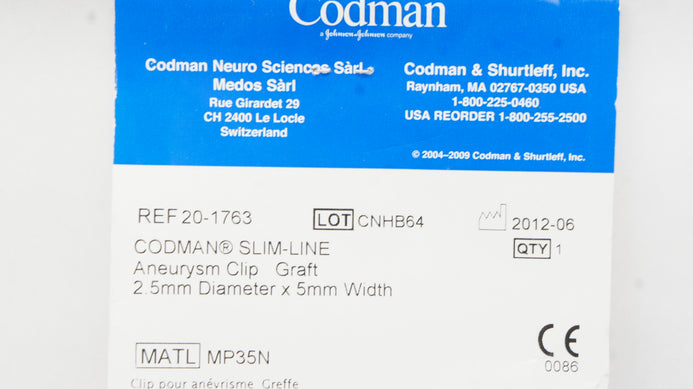 Codman
a Johnson & Johnson company
Codman Neuro Sciences Sàrl
Medos Sàrl
Rue Girardet 29
CH 2400 Le Locle
Switzerland
Codman & Shurtleff, Inc.
Raynham, MA 02767-0350 USA
1-800-225-0460
USA REORDER 1-800-255-2500
© 2004-2009 Codman & Shurtleff, Inc.
REF 20-1763 LOT CNHB64 2012-06
CODMAN® SLIM-LINE QTY 1
Aneurysm Clip Graft
2.5mm Diameter x 5mm Width
CE
0086
MATL MP35N
Clip pour anévrisme Greffe